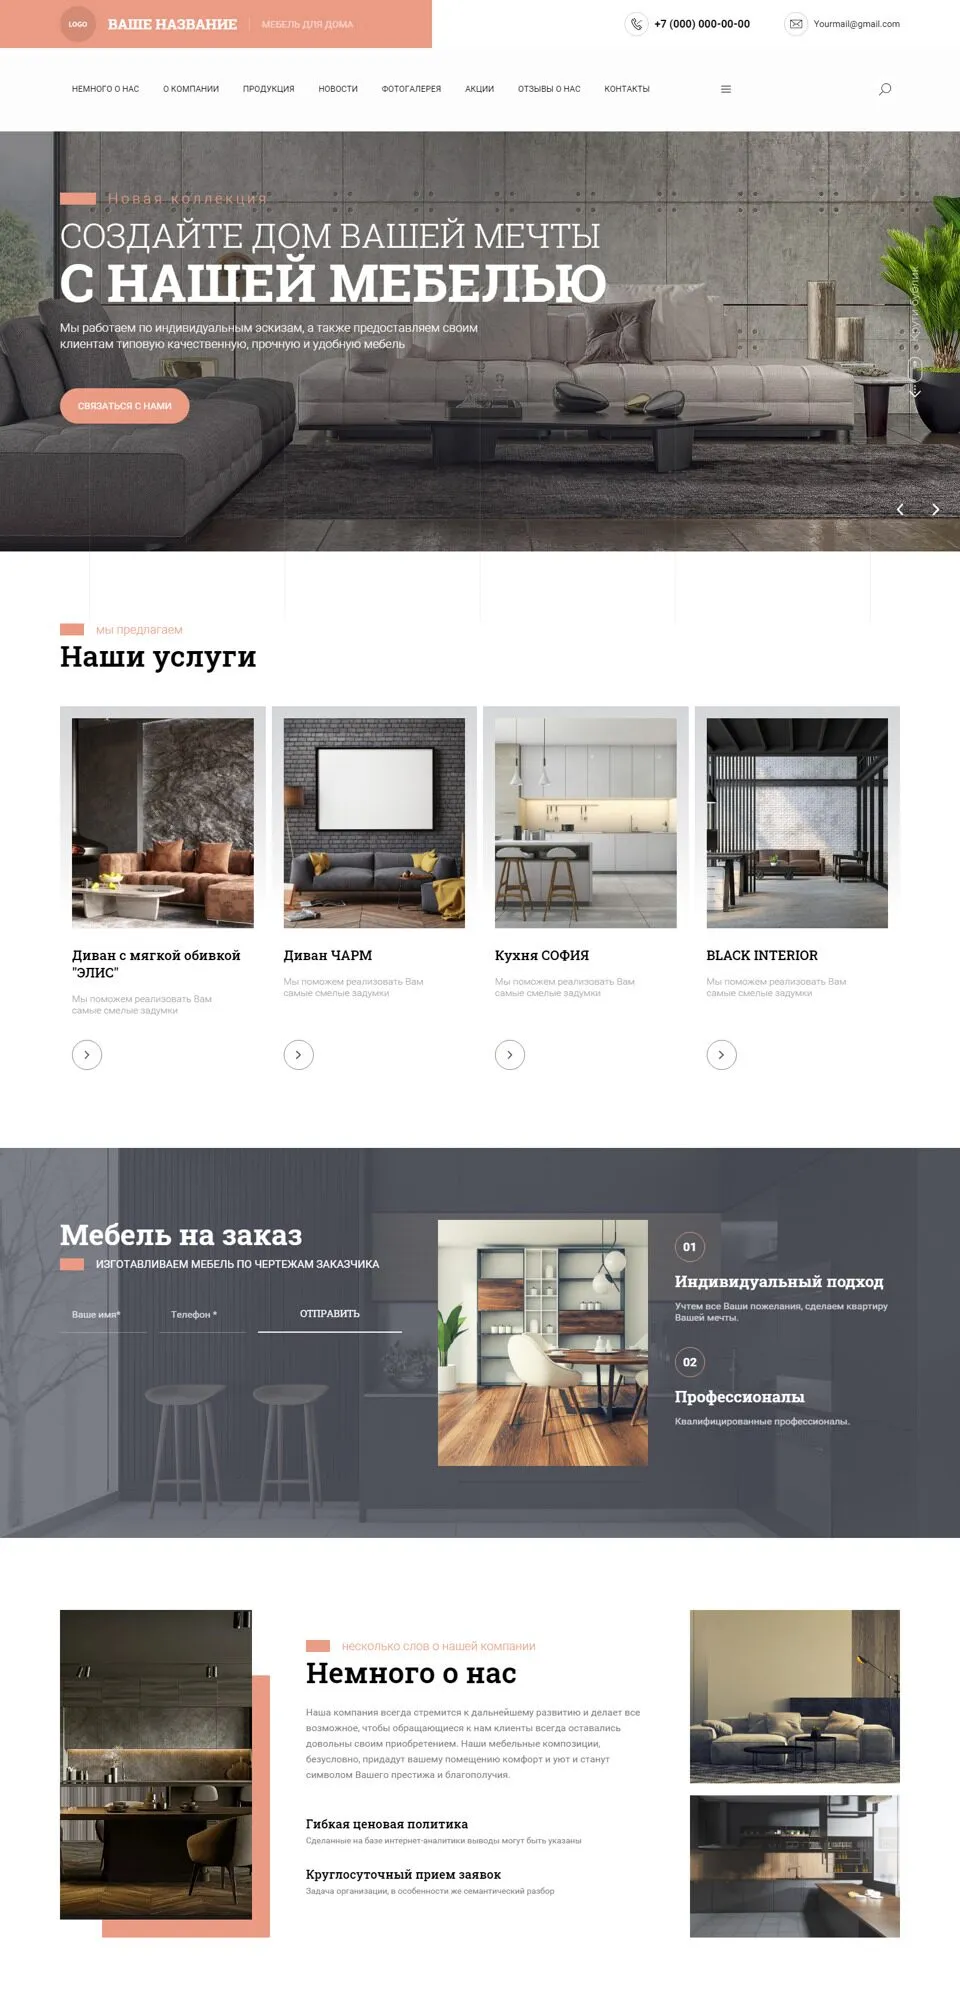 LOGO
ВАШЕ НАЗВАНИЕ
МЕБЕЛЬ ДЛЯ ДОМА
+7 (000) 000-00-00
Yourmail@gmail.com
НЕМНОГО О НАС
О КОМПАНИИ
ПРОДУКЦИЯ
НОВОСТИ
ФОТОГАЛЕРЕЯ
АКЦИИ
ОТЗЫВЫ О НАС
КОНТАКТЫ
Новая коллекция
СОЗДАЙТЕ ДОМ ВАШЕЙ МЕЧТЫ
С НАШЕЙ МЕБЕЛЬЮ
Мы работаем по индивидуальным эскизам, а также предоставляем своим
клиентам типовую качественную, прочную и удобную мебель
СВЯЗАТЬСЯ С НАМИ
Крути бублик
мы предлагаем
Наши услуги
Диван с мягкой обивкой
"ЭЛИС"
Мы поможем реализовать Вам
самые смелые задумки
Диван ЧАРМ
Мы поможем реализовать Вам
самые смелые задумки
Кухня СОФИЯ
Мы поможем реализовать Вам
самые смелые задумки
BLACK INTERIOR
Мы поможем реализовать Вам
самые смелые задумки
Мебель на заказ
ИЗГОТАВЛИВАЕМ МЕБЕЛЬ ПО ЧЕРТЕЖАМ ЗАКАЗЧИКА
Ваше имя*
Телефон *
ОТПРАВИТЬ
01
Индивидуальный подход
Учтем все Ваши пожелания, сделаем квартиру
Вашей мечты.
02
Профессионалы
Квалифицированные профессионалы.
несколько слов о нашей компании
Немного о нас
Наша компания всегда стремится к дальнейшему развитию и делает все
возможное, чтобы обращающиеся к нам клиенты всегда оставались
довольны своим приобретением. Наши мебельные композиции,
безусловно, придадут вашему помещению комфорт и уют и станут
символом Вашего престижа и благополучия.
Гибкая ценовая политика
Сделанные на базе интернет-аналитики выводы могут быть указаны
Круглосуточный прием заявок
Задача организации, в особенности же семантический разбор